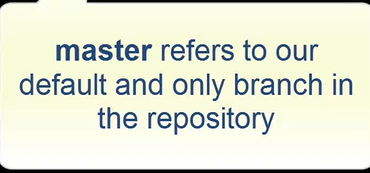 master refers to our
default and only branch in
the repository